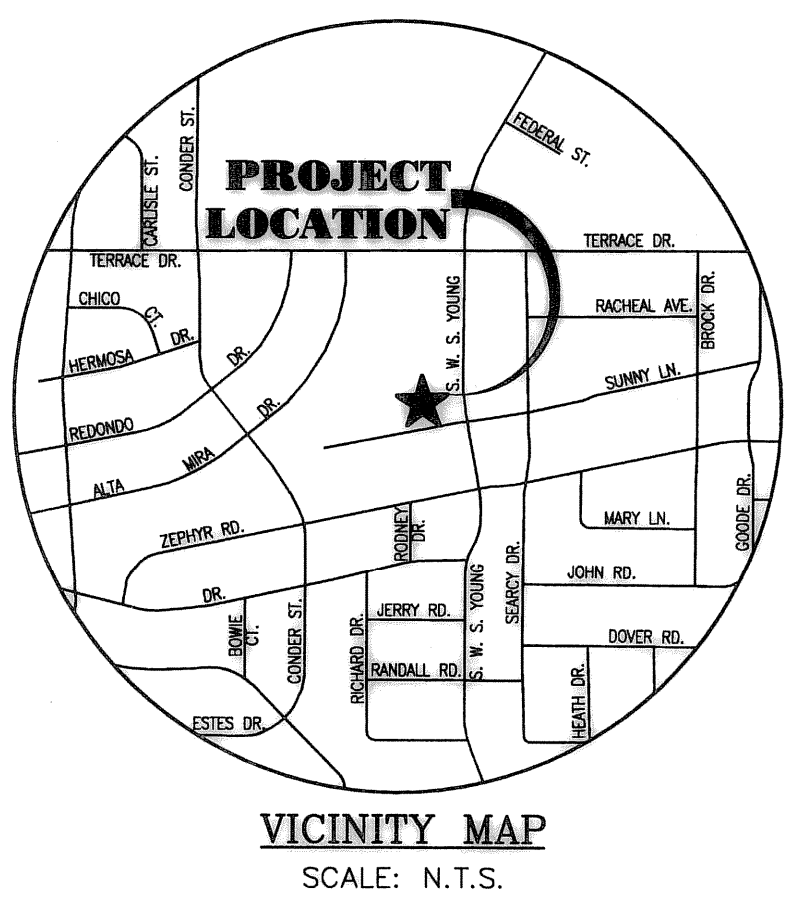 FEDERAL ST.
CONDER ST.
CARLISLE ST.
PROJECT
LOCATION
TERRACE DR.
TERRACE DR.
CHICO
CT.
S. W. S. YOUNG
RACHEAL AVE.
BROCK DR.
HERMOSA DR.
SUNNY LN.
REDONDO DR.
ALTA MIRA DR.
ZEPHYR RD.
RODNEY
DR.
MARY LN.
GOODE DR.
SEARCY DR.
JOHN RD.
DR.
BOWIE
CT.
CONDER ST.
RICHARD DR.
JERRY RD.
S. W. S. YOUNG
DOVER RD.
RANDALL RD.
HEATH DR.
ESTES DR.
VICINITY MAP
SCALE: N.T.S.